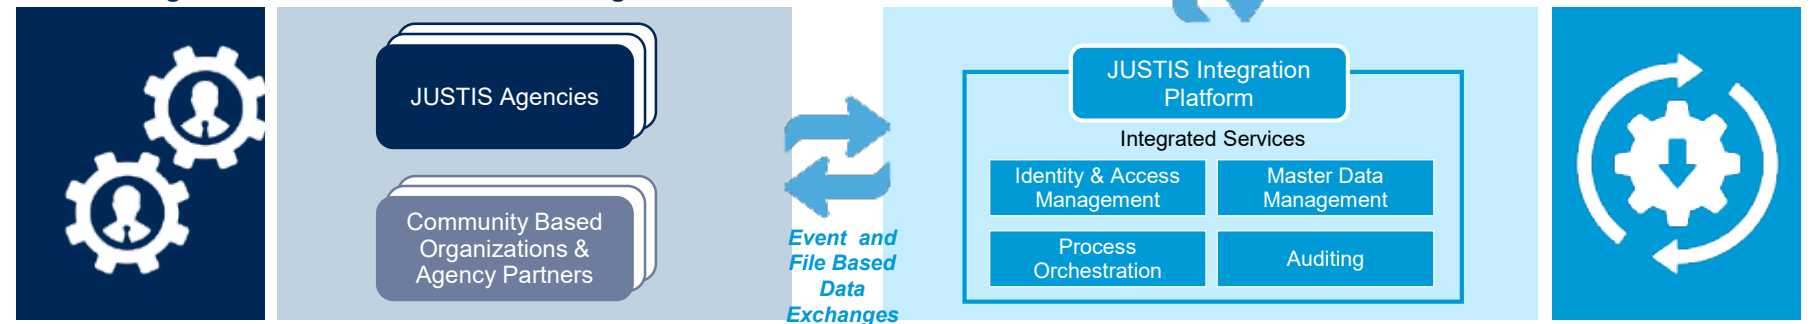 JUSTIS Agencies
Community Based
Organizations &
Agency Partners
Event and
File Based
Data
Exchanges
JUSTIS Integration
Platform
Integrated Services
Identity & Access
Management
Master Data
Management
Process
Orchestration
Auditing